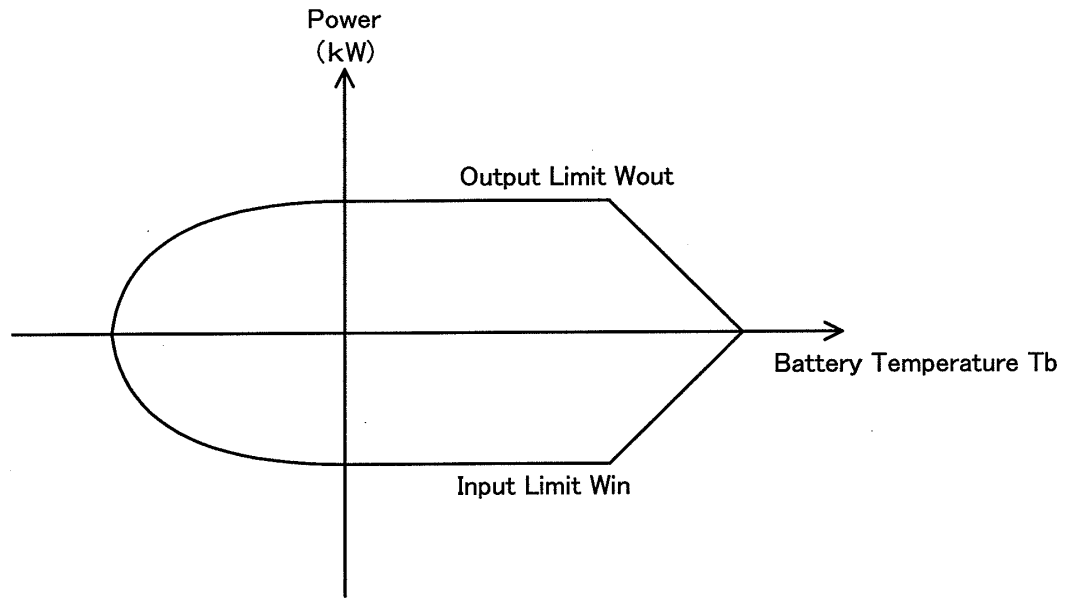 Power
(kW)
Output Limit Wout
Battery Temperature Tb
Input Limit Win